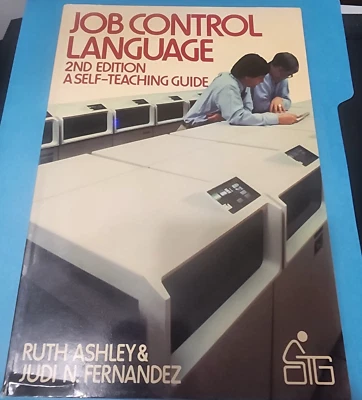 JOB CONTROL
LANGUAGE
2ND EDITION
A SELF-TEACHING GUIDE
RUTH ASHLEY &
JUDI N. FERNANDEZ
STG